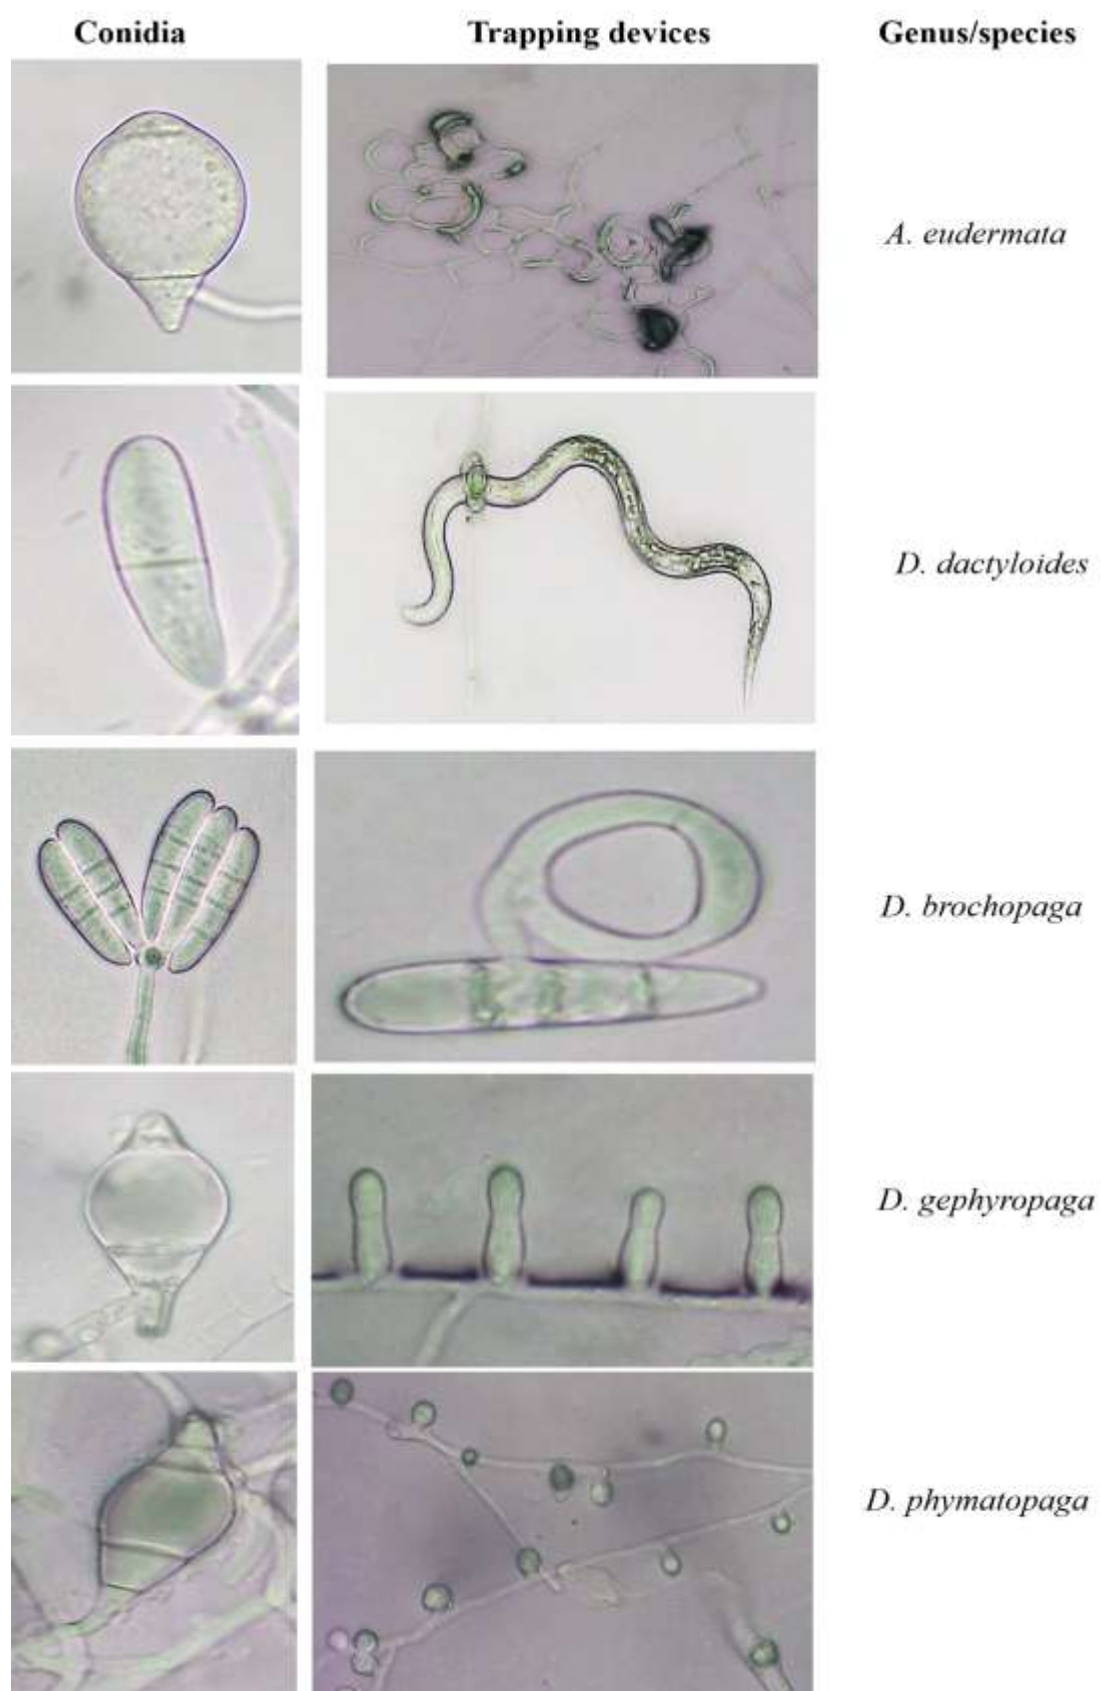 Conidia Trapping devices Genus/species
A. eudermata
D. dactyloides
D. brochopaga
D. gephyropaga
D. phymatopaga